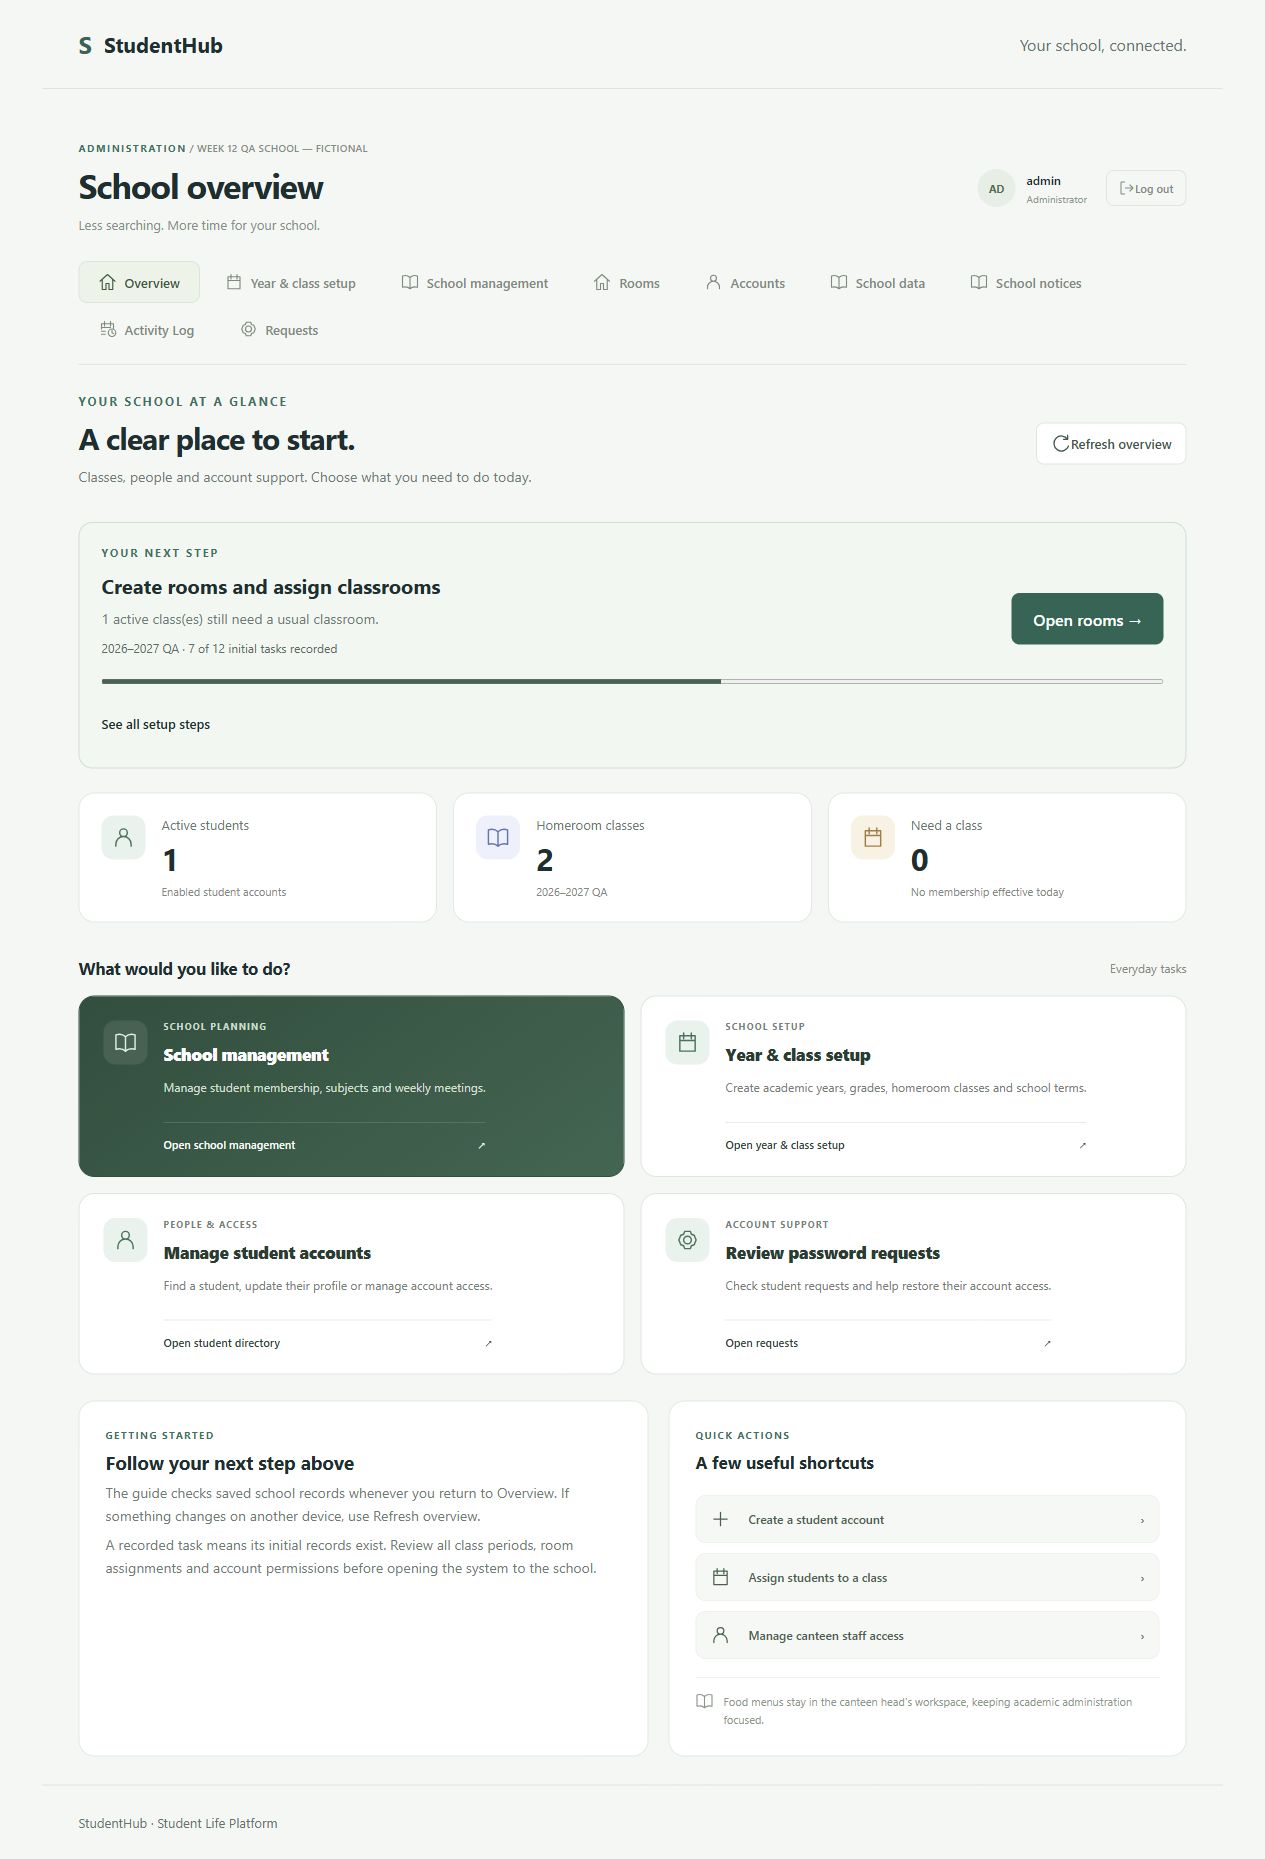 S StudentHub
Your school, connected.
ADMINISTRATION / WEEK 12 QA SCHOOL — FICTIONAL
School overview
Less searching. More time for your school.
AD
admin
Administrator
Log out
Overview
Year & class setup
School management
Rooms
Accounts
School data
School notices
Activity Log
Requests
YOUR SCHOOL AT A GLANCE
A clear place to start.
Classes, people and account support. Choose what you need to do today.
Refresh overview
YOUR NEXT STEP
Create rooms and assign classrooms
1 active class(es) still need a usual classroom.
2026–2027 QA · 7 of 12 initial tasks recorded
Open rooms →
See all setup steps
Active students
1
Enabled student accounts
Homeroom classes
2
2026–2027 QA
Need a class
0
No membership effective today
What would you like to do?
Everyday tasks
SCHOOL PLANNING
School management
Manage student membership, subjects and weekly meetings.
Open school management ↗
SCHOOL SETUP
Year & class setup
Create academic years, grades, homeroom classes and school terms.
Open year & class setup ↗
PEOPLE & ACCESS
Manage student accounts
Find a student, update their profile or manage account access.
Open student directory ↗
ACCOUNT SUPPORT
Review password requests
Check student requests and help restore their account access.
Open requests ↗
GETTING STARTED
Follow your next step above
The guide checks saved school records whenever you return to Overview. If
something changes on another device, use Refresh overview.
A recorded task means its initial records exist. Review all class periods, room
assignments and account permissions before opening the system to the school.
QUICK ACTIONS
A few useful shortcuts
Create a student account ›
Assign students to a class ›
Manage canteen staff access ›
Food menus stay in the canteen head's workspace, keeping academic administration
focused.
StudentHub · Student Life Platform